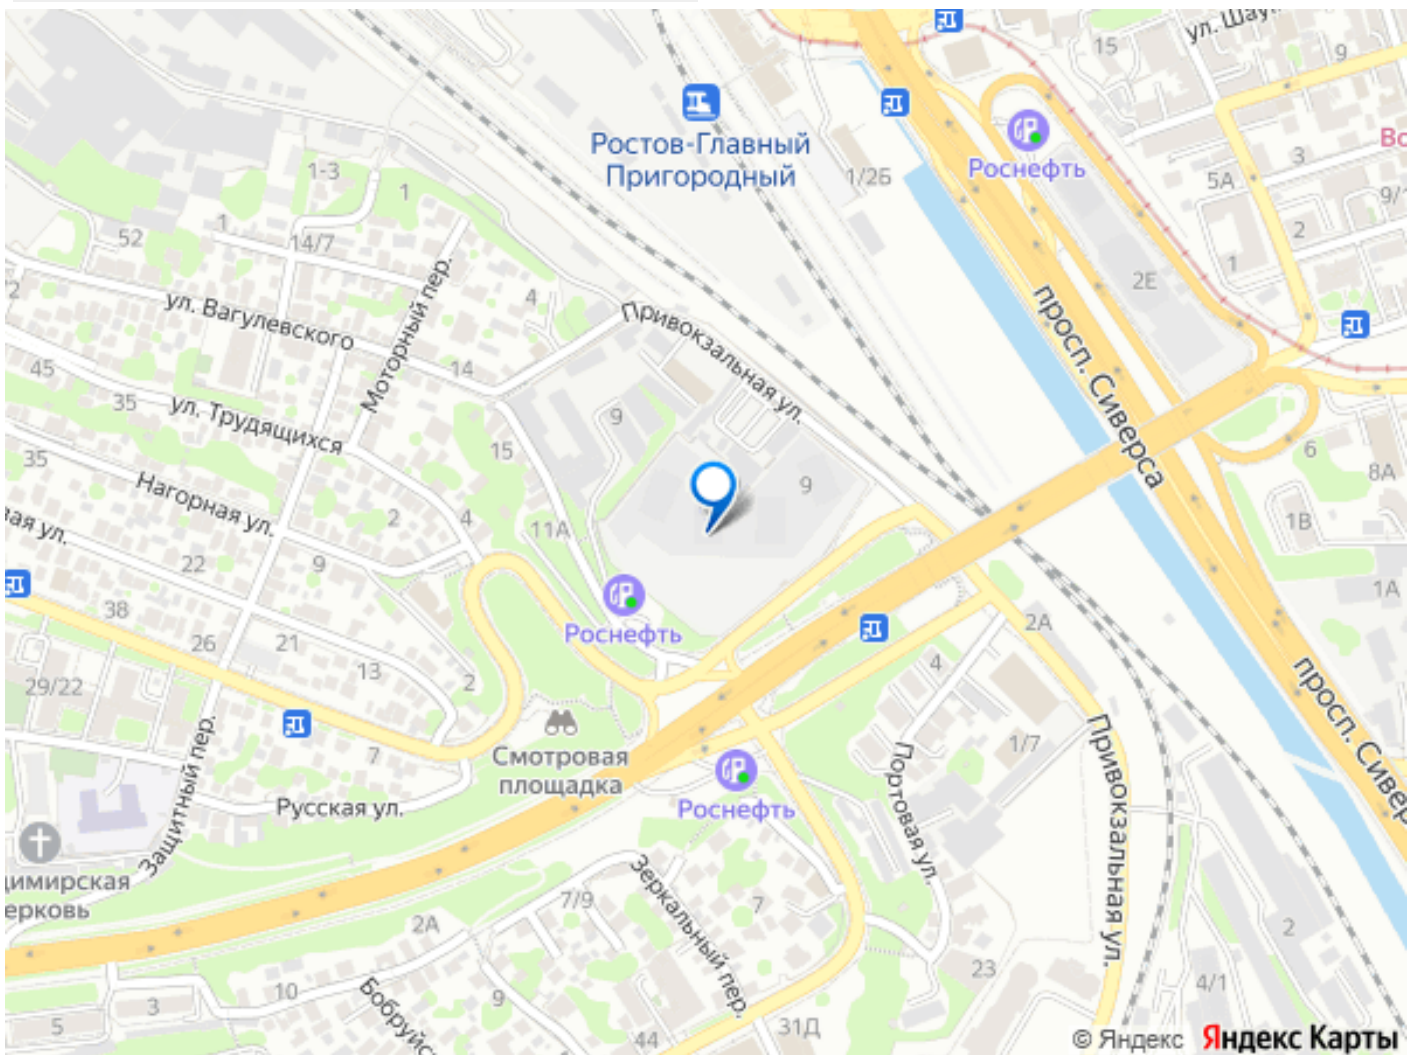 ул. Шау
15
9
Ростов-Главный
Пригородный
1/2Б
Роснефть
Во
3
5А
9/1
2
1
2Е
1-3
1
1
52
14/7
4
ул. Вагулевского
Моторный пер.
Привокзальная ул.
просп. Сиверса
45
35
14
ул. Трудящихся
9
15
35
Нагорная ул.
2
4
11А
9
6
8А
1В
1А
вая ул.
22
9
38
26
21
13
2
Роснефть
2А
4
29/22
7
Смотровая
площадка
Защитный пер.
Русская ул.
Роснефть
Портовая ул.
1/7
Привокзальная ул.
просп. Сивер
димирская
ерковь
7/9
Зеркальный пер.
7
2А
2
10
9
Бобруйс
23
4/1
3
5
44
31Д
© Яндекс Яндекс Карты